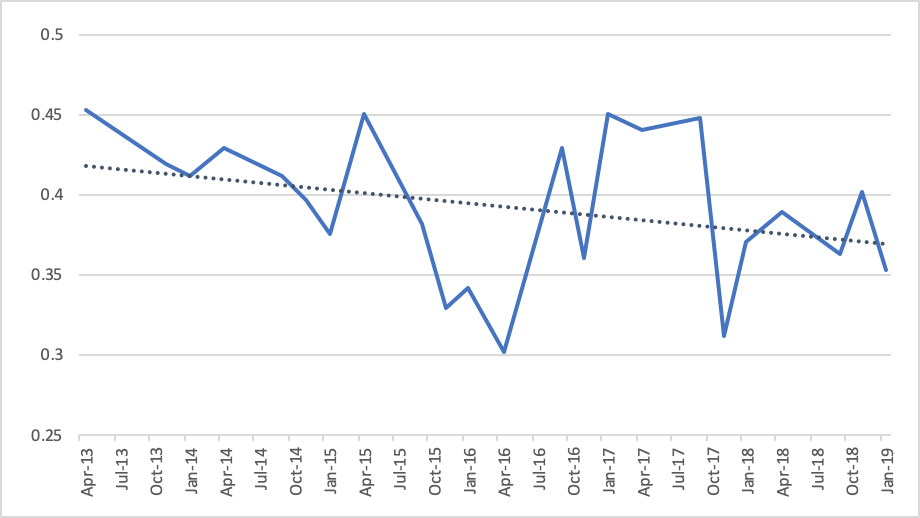 0.5
0.45
0.4
0.35
0.3
0.25
Apr-13
Jul-13
Oct-13
Jan-14
Apr-14
Jul-14
Oct-14
Jan-15
Apr-15
Jul-15
Oct-15
Jan-16
Apr-16
Jul-16
Oct-16
Jan-17
Apr-17
Jul-17
Oct-17
Jan-18
Apr-18
Jul-18
Oct-18
Jan-19